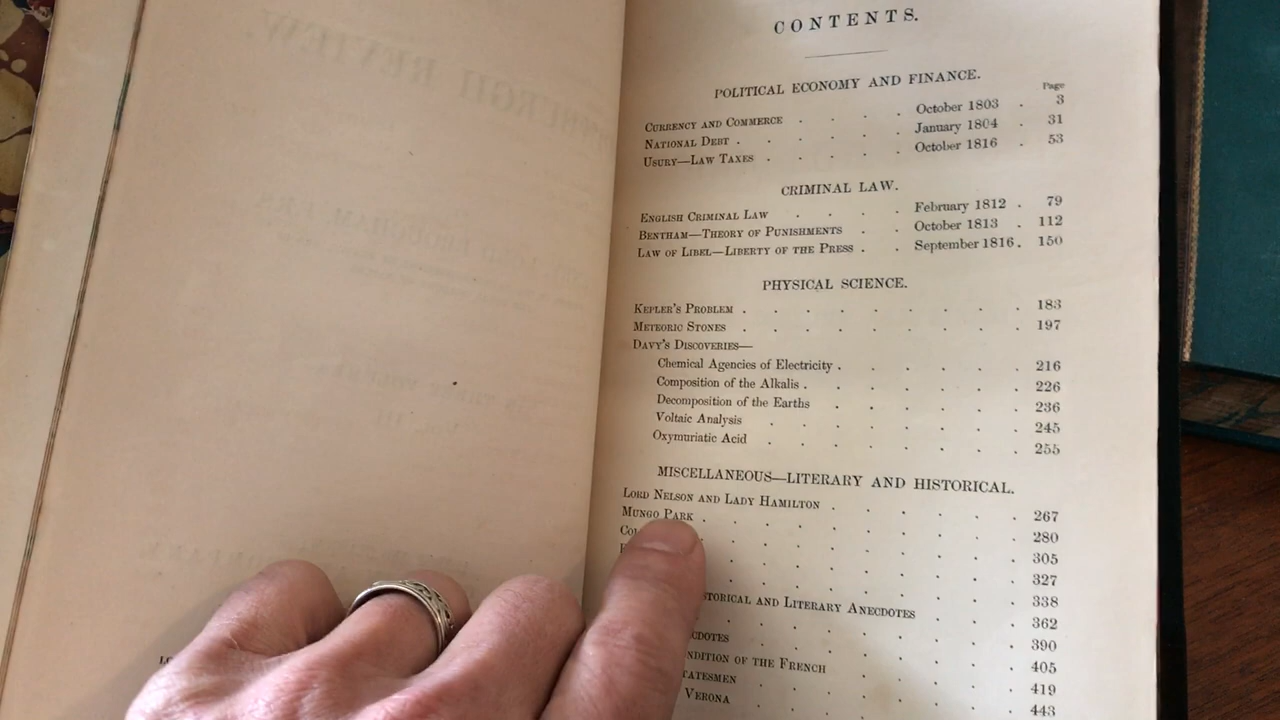 CONTENTS.
POLITICAL ECONOMY AND FINANCE.
Page
CURRENCY AND COMMERCE . . . . October 1803 . 3
NATIONAL DEBT . . . . . . January 1804 . 31
USURY—LAW TAXES . . . . . October 1816 . 53
CRIMINAL LAW.
ENGLISH CRIMINAL LAW . . . . February 1812 . 79
BENTHAM—THEORY OF PUNISHMENTS . . October 1813 . 112
LAW OF LIBEL—LIBERTY OF THE PRESS . . September 1816 . 150
PHYSICAL SCIENCE.
KEPLER'S PROBLEM . . . . . . . . . 183
METEORIC STONES . . . . . . . . . 197
DAVY'S DISCOVERIES—
Chemical Agencies of Electricity . . . . . . 216
Composition of the Alkalis . . . . . . . 226
Decomposition of the Earths . . . . . . 236
Voltaic Analysis . . . . . . . . 245
Oxymuriatic Acid . . . . . . . . 255
MISCELLANEOUS—LITERARY AND HISTORICAL.
LORD NELSON AND LADY HAMILTON . . . . . . 267
MUNGO PARK . . . . . . . . . 280
305
327
338
AND LITERARY ANECDOTES . . . 362
390
OF THE FRENCH . . . . . 405
419
VERONA . . . . . . . 443